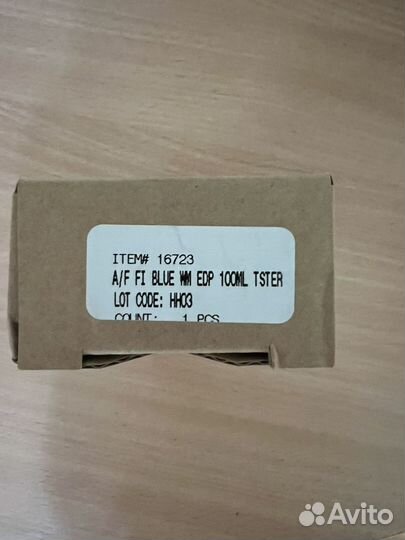 ITEM# 16723
A/F FI BLUE WM EDP 100ML TSTER
LOT CODE: HH03
COUNT: 1 PCS
Avito